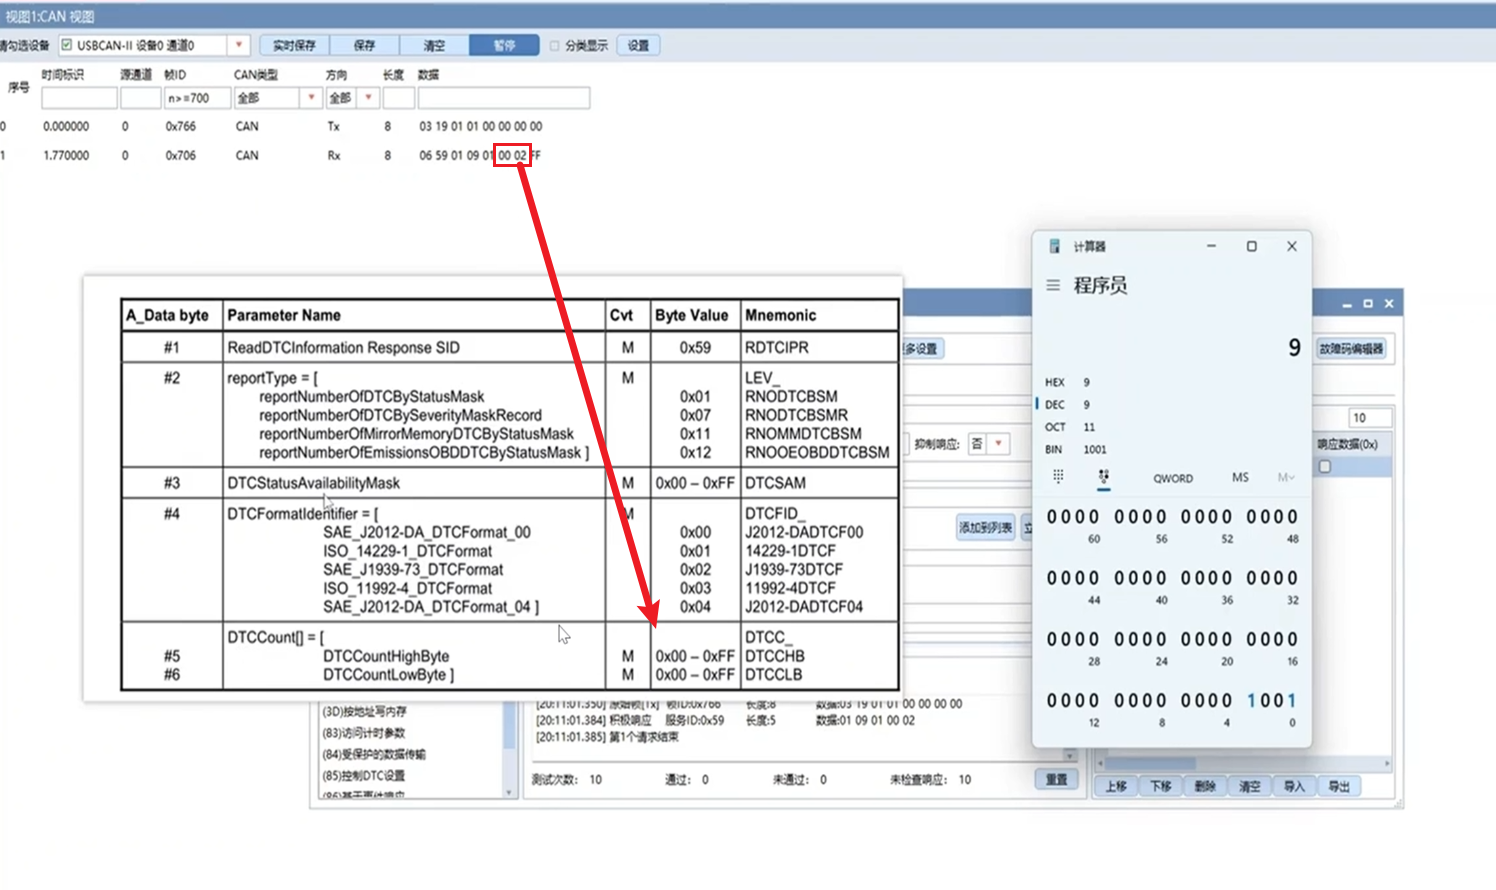 视图1:CAN 视图
请勾选设备 USBCAN-II 设备0 通道0 实时保存 保存 清空 暂停 分类显示 设置
序号 时间标识 源通道 帧ID CAN类型 方向 长度 数据
n>=700 全部 全部
0 0.000000 0 0x766 CAN Tx 8 03 19 01 01 00 00 00 00
1 1.770000 0 0x706 CAN Rx 8 06 59 01 09 01 00 02 FF
A_Data byte Parameter Name Cvt Byte Value Mnemonic
#1 ReadDTCInformation Response SID M 0x59 RDTCIPR
#2 reportType = [ M LEV_
reportNumberOfDTCByStatusMask 0x01 RNODTCBSM
reportNumberOfDTCBySeverityMaskRecord 0x07 RNODTCBSMR
reportNumberOfMirrorMemoryDTCByStatusMask 0x11 RNOMMDTCBSM
reportNumberOfEmissionsOBDDTCByStatusMask ] 0x12 RNOOEOBDDTCBSM
#3 DTCStatusAvailabilityMask M 0x00 – 0xFF DTCSAM
#4 DTCFormatIdentifier = [ M DTCFID_
SAE_J2012-DA_DTCFormat_00 0x00 J2012-DADTCF00
ISO_14229-1_DTCFormat 0x01 14229-1DTCF
SAE_J1939-73_DTCFormat 0x02 J1939-73DTCF
ISO_11992-4_DTCFormat 0x03 11992-4DTCF
SAE_J2012-DA_DTCFormat_04 ] 0x04 J2012-DADTCF04
DTCCount[] = [ DTCC_
#5 DTCCountHighByte M 0x00 – 0xFF DTCCHB
#6 DTCCountLowByte ] M 0x00 – 0xFF DTCCLB
多设置
抑制响应: 否
添加到列表
计算器
程序员
9
HEX 9
DEC 9
OCT 11
BIN 1001
QWORD MS M
0000 0000 0000 0000
60 56 52 48
0000 0000 0000 0000
44 40 36 32
0000 0000 0000 0000
28 24 20 16
0000 0000 0000 1001
12 8 4 0
故障码编辑器
10
响应数据(0x)
(3D)按地址写内存
(83)访问计时参数
(84)受保护的数据传输
(85)控制DTC设置
(86)基于事件响应
[20:11:01.350] 原始帧[Tx] 帧ID:0x766 长度:8 数据:03 19 01 01 00 00 00 00
[20:11:01.384] 积极响应 服务ID:0x59 长度:5 数据:01 09 01 00 02
[20:11:01.385] 第1个请求结束
测试次数: 10 通过: 0 未通过: 0 未检查响应: 10 重置
上移 下移 删除 清空 导入 导出